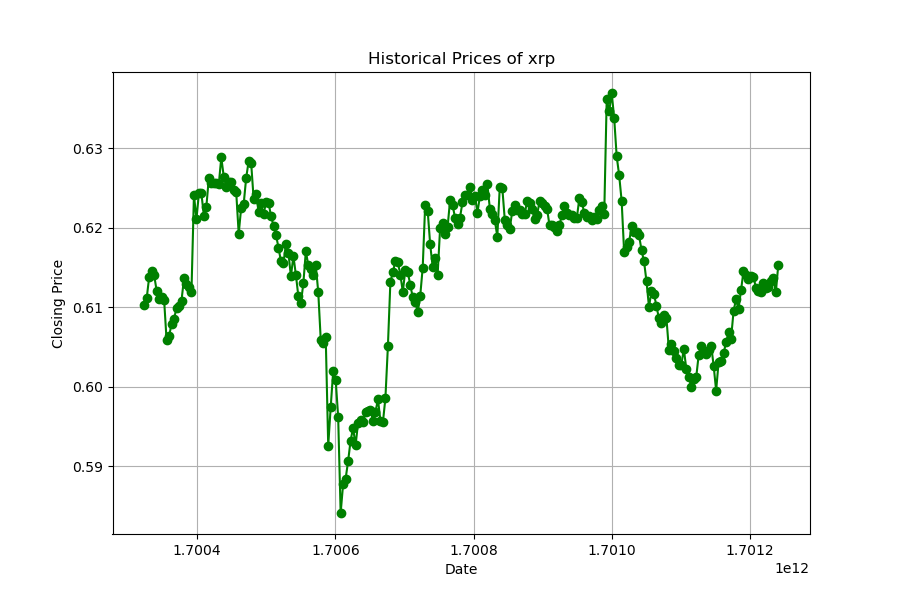 Historical Prices of xrp
Closing Price
0.63
0.62
0.61
0.60
0.59
1.7004 1.7006 1.7008 1.7010 1.7012
1e12
Date